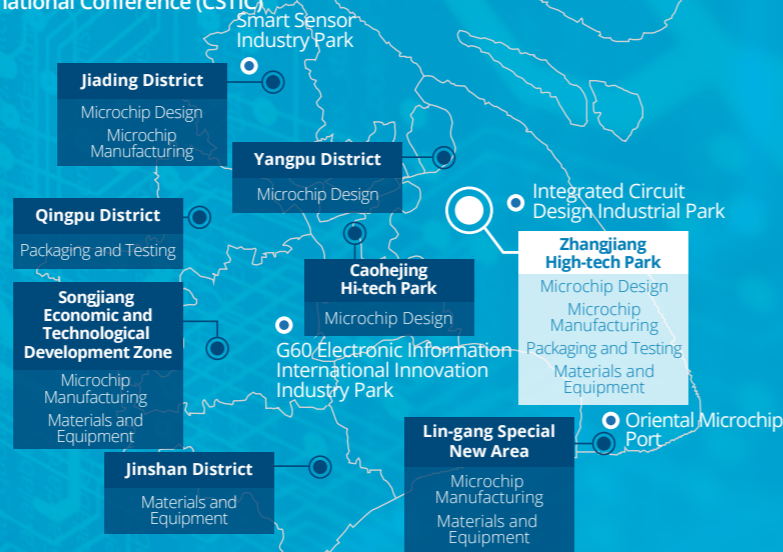 national Conference (CSTIC)
Smart Sensor
Industry Park
Jiading District
Microchip Design
Microchip
Manufacturing
Yangpu District
Microchip Design
Integrated Circuit
Design Industrial Park
Qingpu District
Packaging and Testing
Zhangjiang
High-tech Park
Microchip Design
Microchip
Manufacturing
Packaging and Testing
Materials and
Equipment
Caohejing
Hi-tech Park
Microchip Design
Songjiang
Economic and
Technological
Development Zone
Microchip
Manufacturing
Materials and
Equipment
G60 Electronic Information
International Innovation
Industry Park
Oriental Microchip
Port
Lin-gang Special
New Area
Microchip
Manufacturing
Materials and
Equipment
Jinshan District
Materials and
Equipment